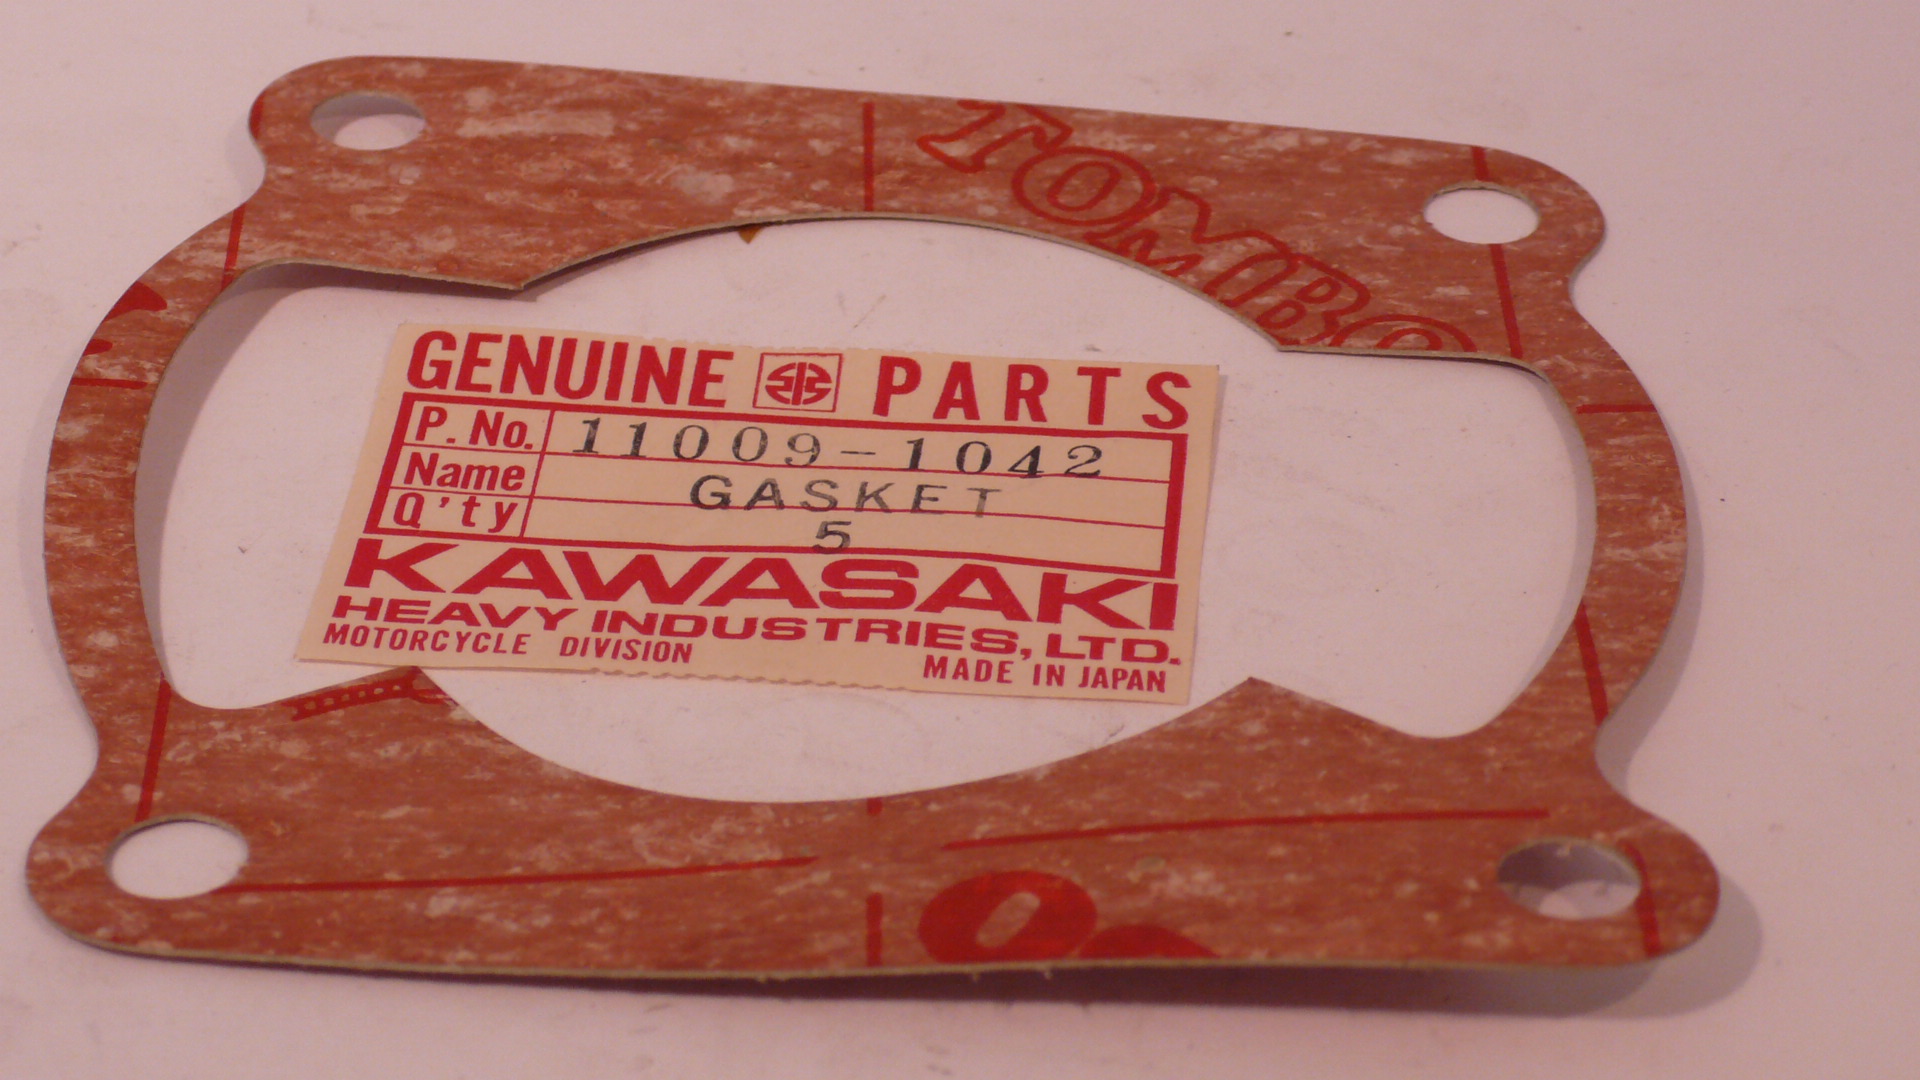 TOMBO
GENUINE PARTS
P. No. 11009-1042
Name GASKET
Q'ty 5
KAWASAKI
HEAVY INDUSTRIES, LTD.
MOTORCYCLE DIVISION
MADE IN JAPAN